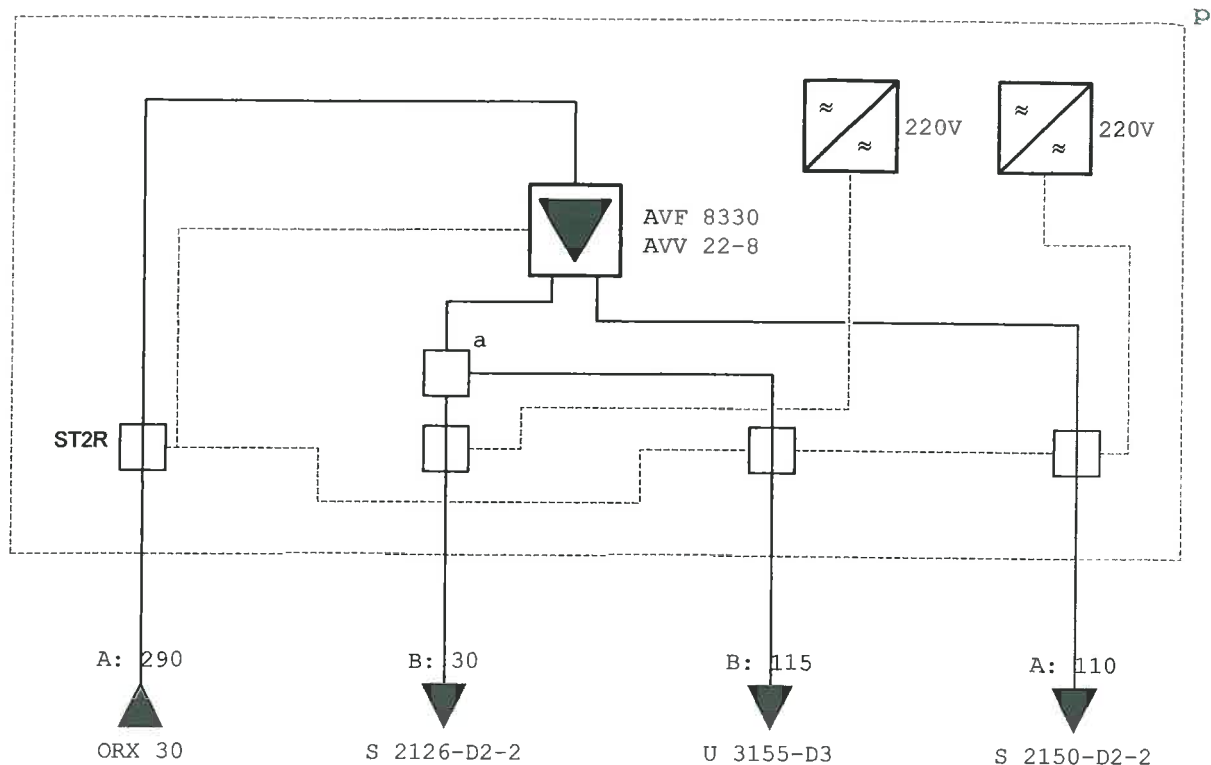 p
220V
220V
AVF 8330
AVV 22-8
a
ST2R
A: 290
B: 30
B: 115
A: 110
ORX 30
S 2126-D2-2
U 3155-D3
S 2150-D2-2